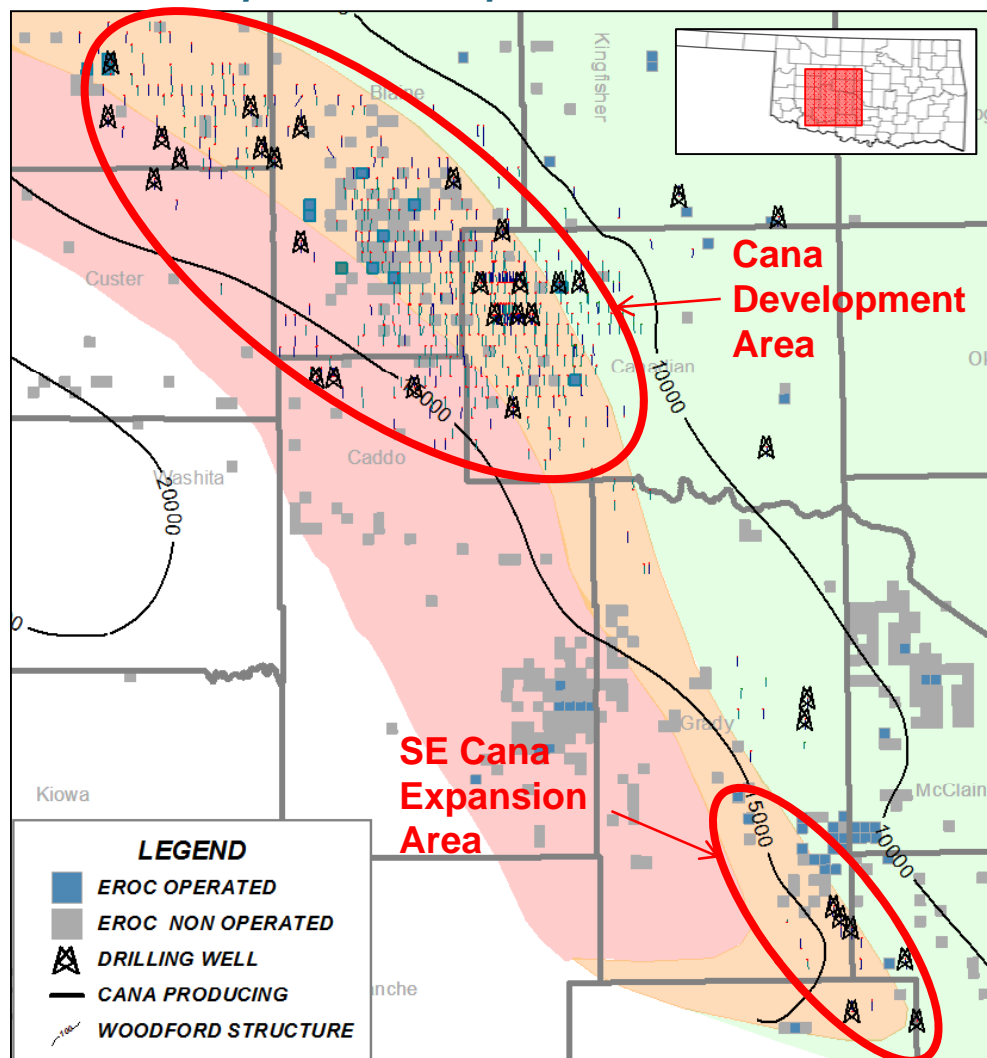 Kingfisher
Blaine
Custer
Cana
Development
Area
Canadian
10000
15000
Caddo
Washita
20000
SE Cana
Expansion
Area
Grady
Kiowa
15000
McClain
10000
LEGEND
EROC OPERATED
EROC NON OPERATED
DRILLING WELL
CANA PRODUCING
WOODFORD STRUCTURE
anche